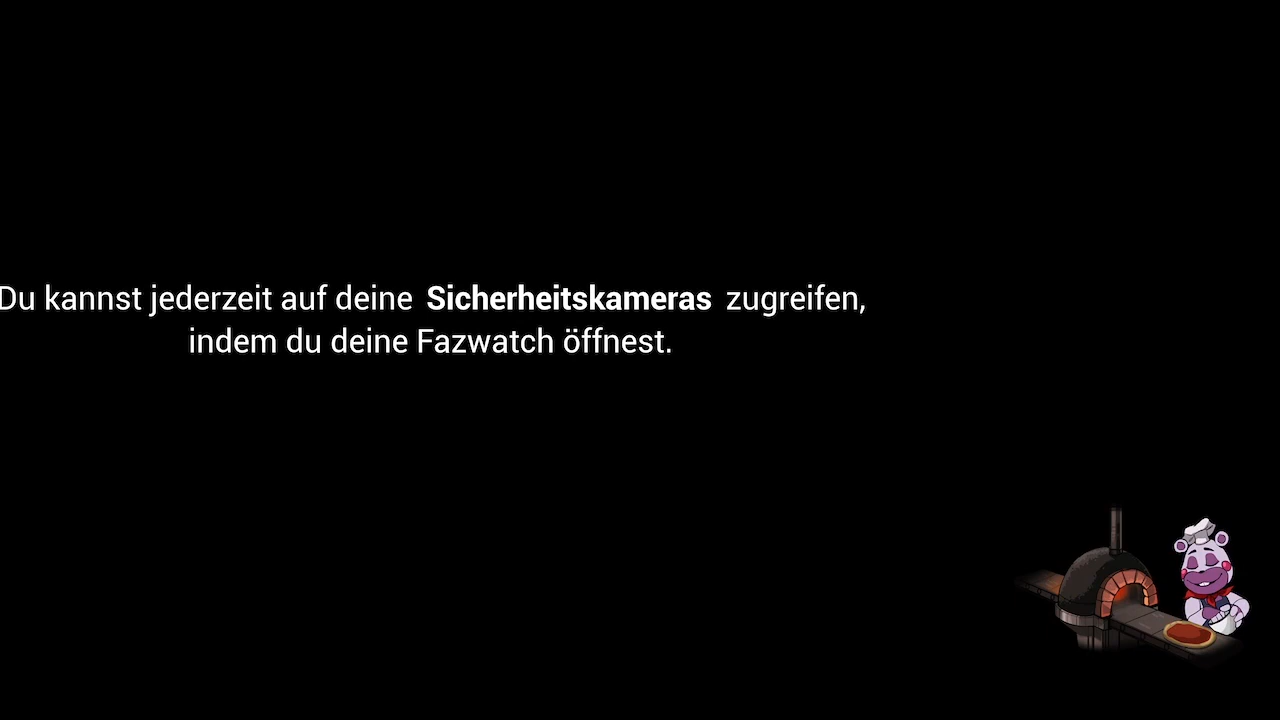 Du kannst jederzeit auf deine Sicherheitskameras zugreifen,
indem du deine Fazwatch öffnest.